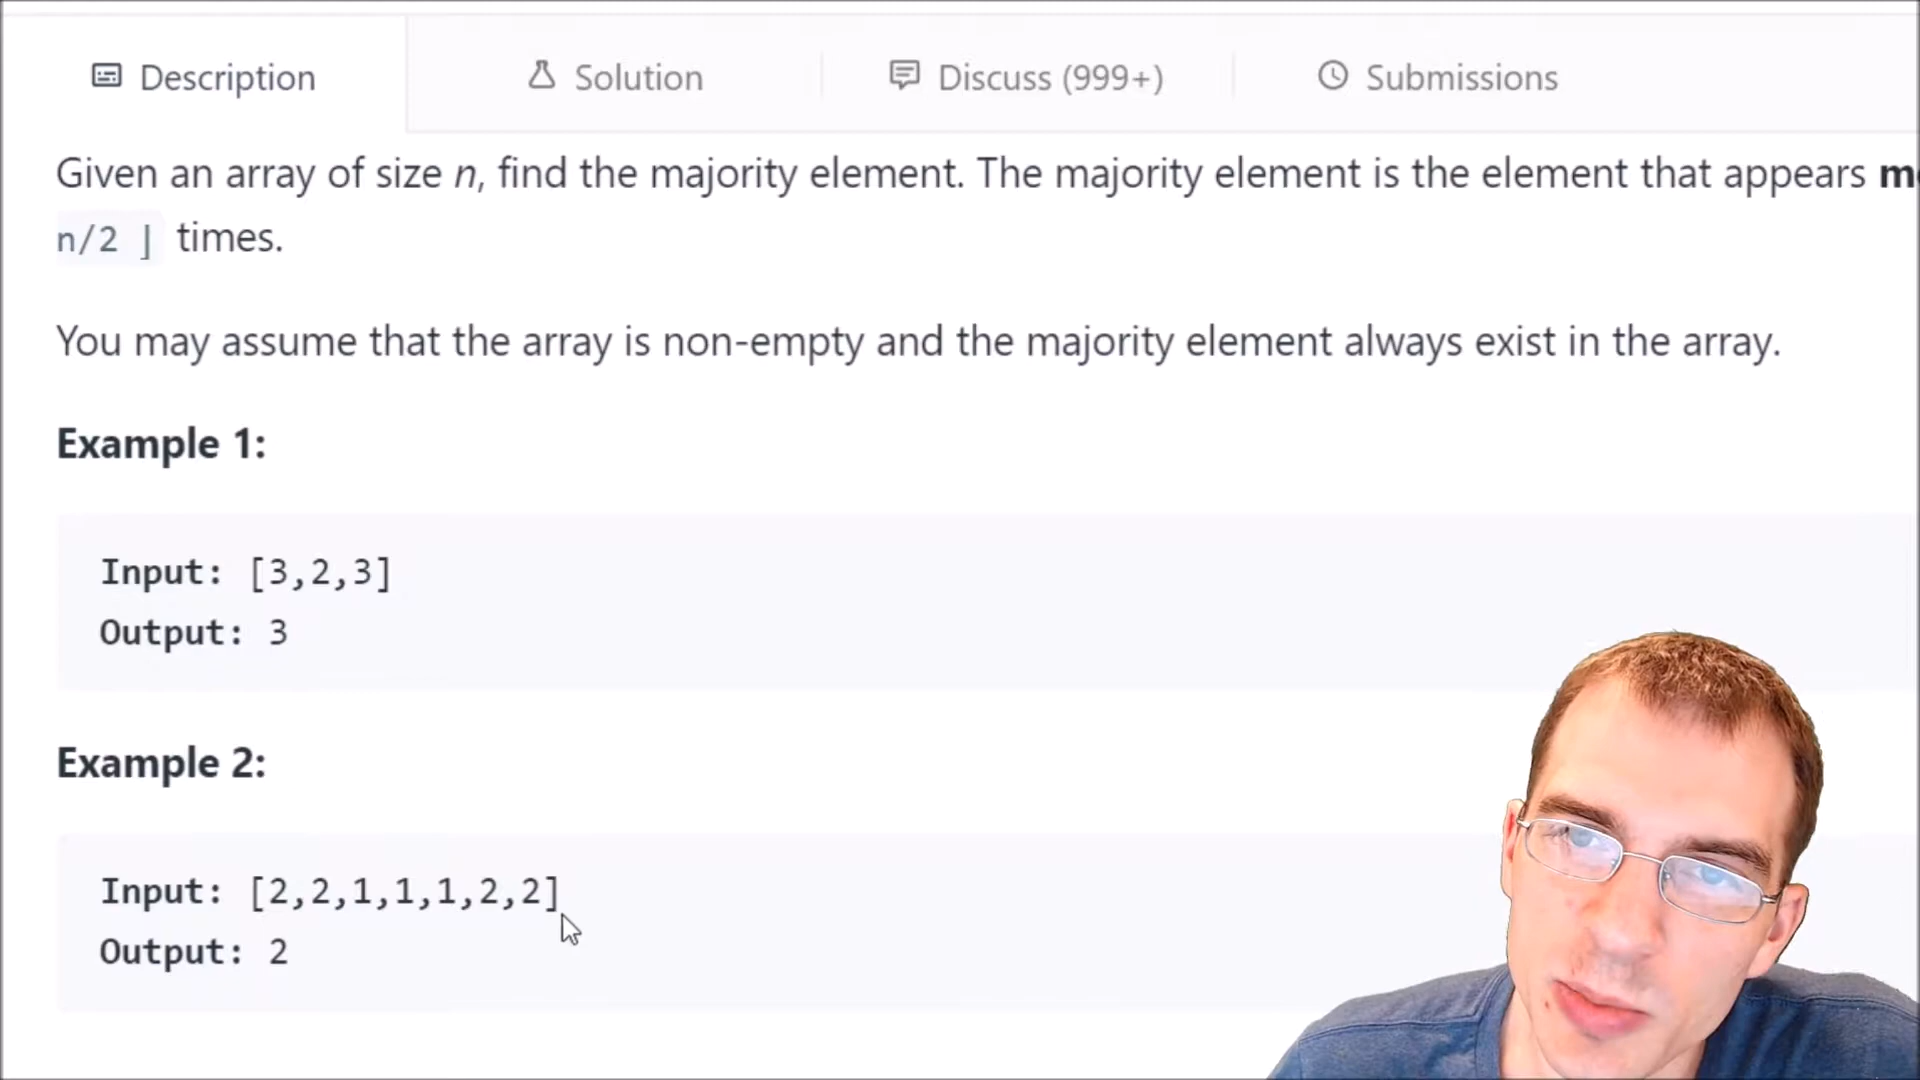 Description
Solution
Discuss (999+)
Submissions
Given an array of size n, find the majority element. The majority element is the element that appears
n/2 ⌋ times.
You may assume that the array is non-empty and the majority element always exist in the array.
Example 1:
Input: [3,2,3]
Output: 3
Example 2:
Input: [2,2,1,1,1,2,2]
Output: 2